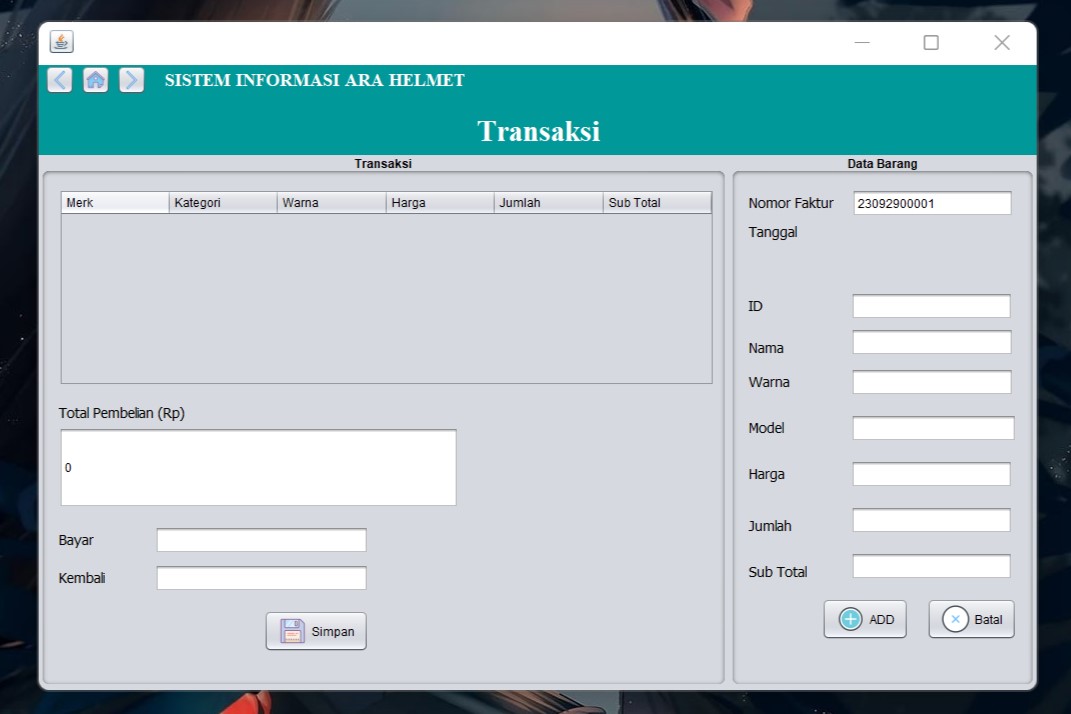 SISTEM INFORMASI ARA HELMET
Transaksi
Transaksi
Merk Kategori Warna Harga Jumlah Sub Total
Total Pembelian (Rp)
0
Bayar
Kembali
Simpan
Data Barang
Nomor Faktur 23092900001
Tanggal
ID
Nama
Warna
Model
Harga
Jumlah
Sub Total
ADD Batal